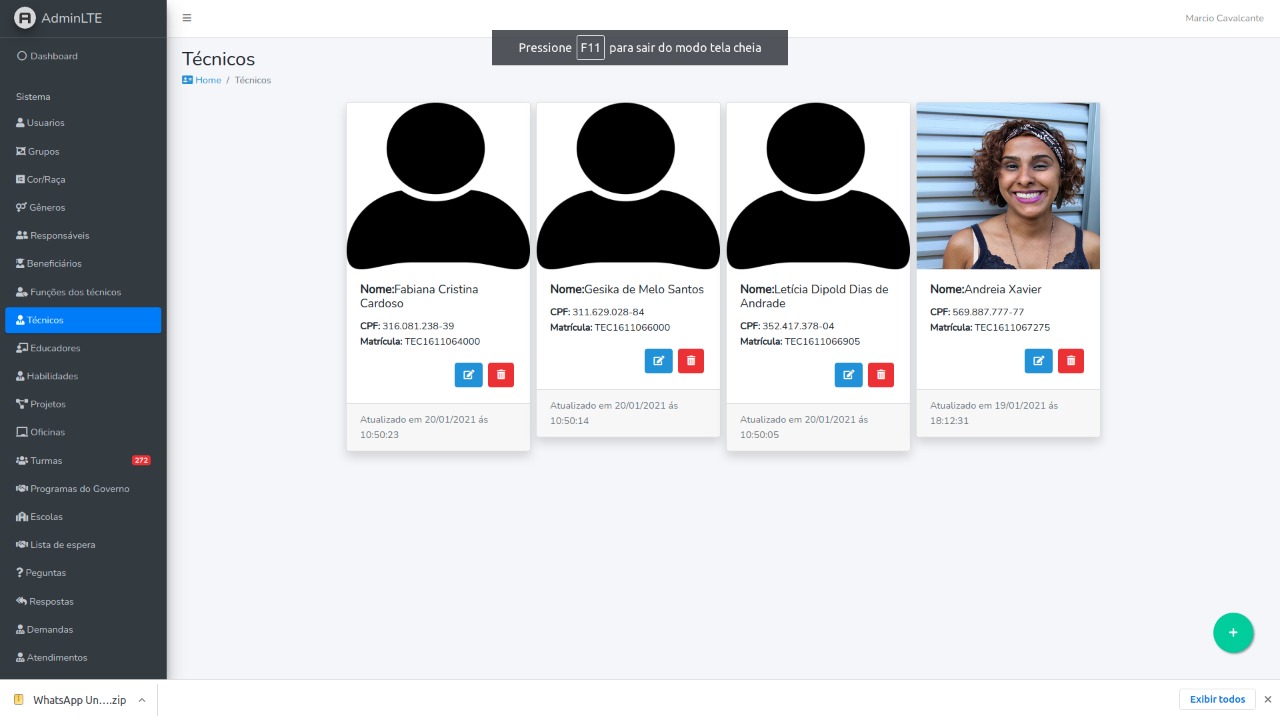 AdminLTE
Marcio Cavalcante
Pressione F11 para sair do modo tela cheia
Dashboard
Sistema
Usuarios
Grupos
Cor/Raça
Gêneros
Responsáveis
Beneficiários
Funções dos técnicos
Técnicos
Educadores
Habilidades
Projetos
Oficinas
Turmas 272
Programas do Governo
Escolas
Lista de espera
Peguntas
Respostas
Demandas
Atendimentos
Técnicos
Home / Técnicos
Nome:Fabiana Cristina
Cardoso
CPF: 316.081.238-39
Matrícula: TEC1611064000
Atualizado em 20/01/2021 ás
10:50:23
Nome:Gesika de Melo Santos
CPF: 311.629.028-84
Matrícula: TEC1611066000
Atualizado em 20/01/2021 ás
10:50:14
Nome:Letícia Dipold Dias de
Andrade
CPF: 352.417.378-04
Matrícula: TEC1611066905
Atualizado em 20/01/2021 ás
10:50:05
Nome:Andreia Xavier
CPF: 569.887.777-77
Matrícula: TEC1611067275
Atualizado em 19/01/2021 ás
18:12:31
+
WhatsApp Un....zip
Exibir todos